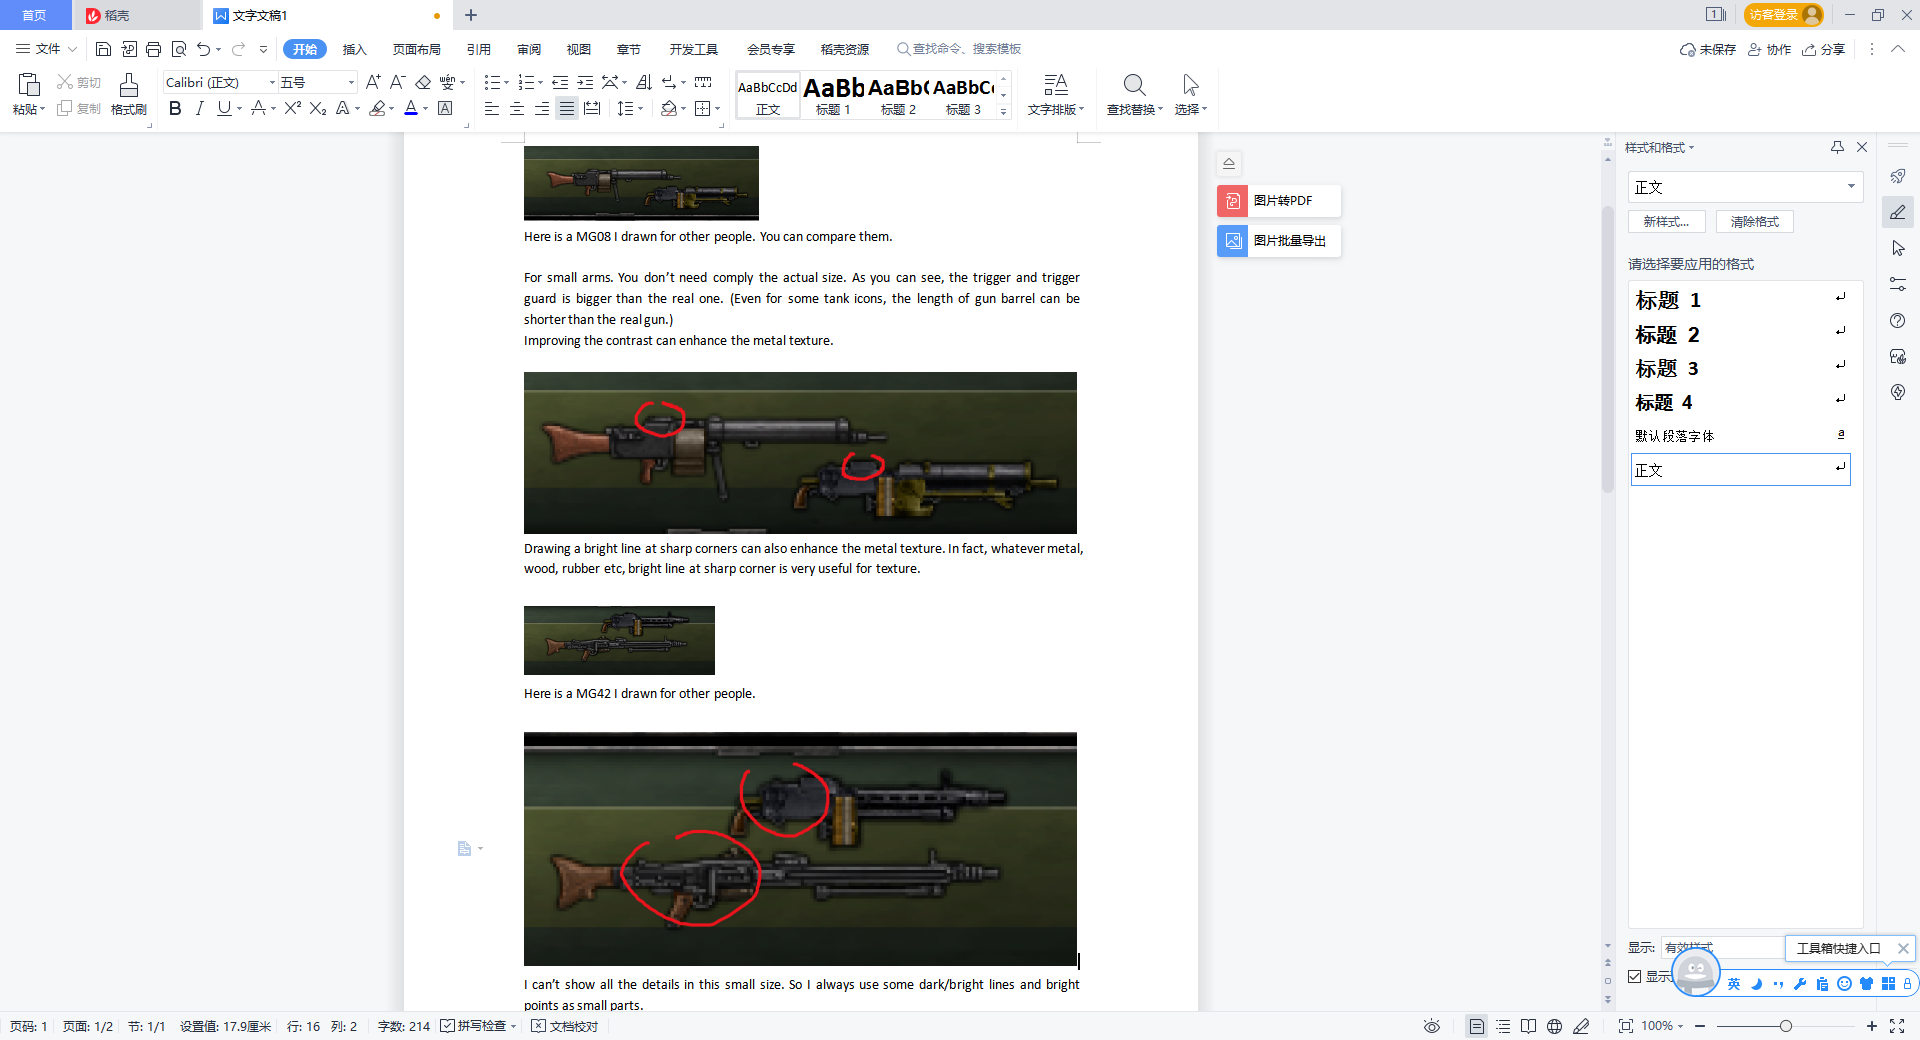 首页
稻壳
文字文稿1
1
访客登录
文件
开始
插入
页面布局
引用
审阅
视图
章节
开发工具
会员专享
稻壳资源
查找命令、搜索模板
未保存
协作
分享
粘贴
剪切
复制
格式刷
Calibri (正文)
五号
AaBbCcDd
正文
AaBb
标题 1
AaBb(
标题 2
AaBbC(
标题 3
文字排版
查找替换
选择
Here is a MG08 I drawn for other people. You can compare them.
For small arms. You don’t need comply the actual size. As you can see, the trigger and trigger
guard is bigger than the real one. (Even for some tank icons, the length of gun barrel can be
shorter than the real gun.)
Improving the contrast can enhance the metal texture.
Drawing a bright line at sharp corners can also enhance the metal texture. In fact, whatever metal,
wood, rubber etc, bright line at sharp corner is very useful for texture.
Here is a MG42 I drawn for other people.
I can’t show all the details in this small size. So I always use some dark/bright lines and bright
points as small parts.
图片转PDF
图片批量导出
样式和格式
正文
新样式...
清除格式
请选择要应用的格式
标题 1
标题 2
标题 3
标题 4
默认段落字体
a
正文
显示:
有效样式
显示
工具箱快捷入口
英
页码: 1
页面: 1/2
节: 1/1
设置值: 17.9厘米
行: 16
列: 2
字数: 214
拼写检查
文档校对
100%